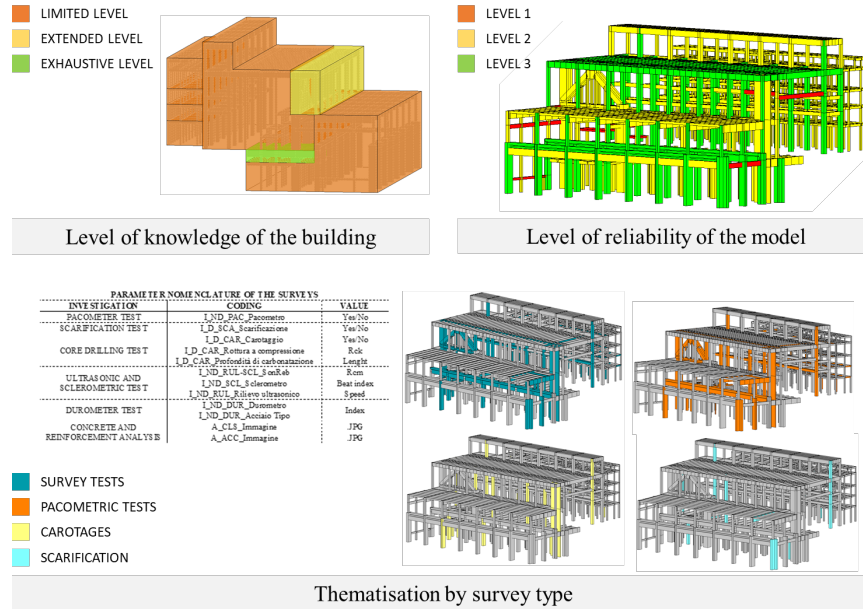 LIMITED LEVEL
EXTENDED LEVEL
EXHAUSTIVE LEVEL
LEVEL 1
LEVEL 2
LEVEL 3
Level of knowledge of the building
Level of reliability of the model
PARAMETER NOMENCLATURE OF THE SURVEYS
INVESTIGATION CODING VALUE
PACOMETER TEST I_ND_PAC_Pacometro Yes/No
SCARIFICATION TEST I_D_SCA_Scarificazione Yes/No
CORE DRILLING TEST I_D_CAR_Carotaggio Yes/No
I_D_CAR_Rottura a compressione Rck
I_D_CAR_Profondità di carbonatazione Lenght
ULTRASONIC AND SCLEROMETRIC TEST I_ND_RUL-SCL_SonReb Rcm
I_ND_SCL_Sclerometro Beat index
I_ND_RUL_Rilievo ultrasonico Speed
DUROMETER TEST I_ND_DUR_Durometro Index
I_ND_DUR_Acciaio Tipo
CONCRETE AND A_CLS_Immagine .JPG
REINFORCEMENT ANALYSIS A_ACC_Immagine .JPG
SURVEY TESTS
PACOMETRIC TESTS
CAROTAGES
SCARIFICATION
Thematisation by survey type